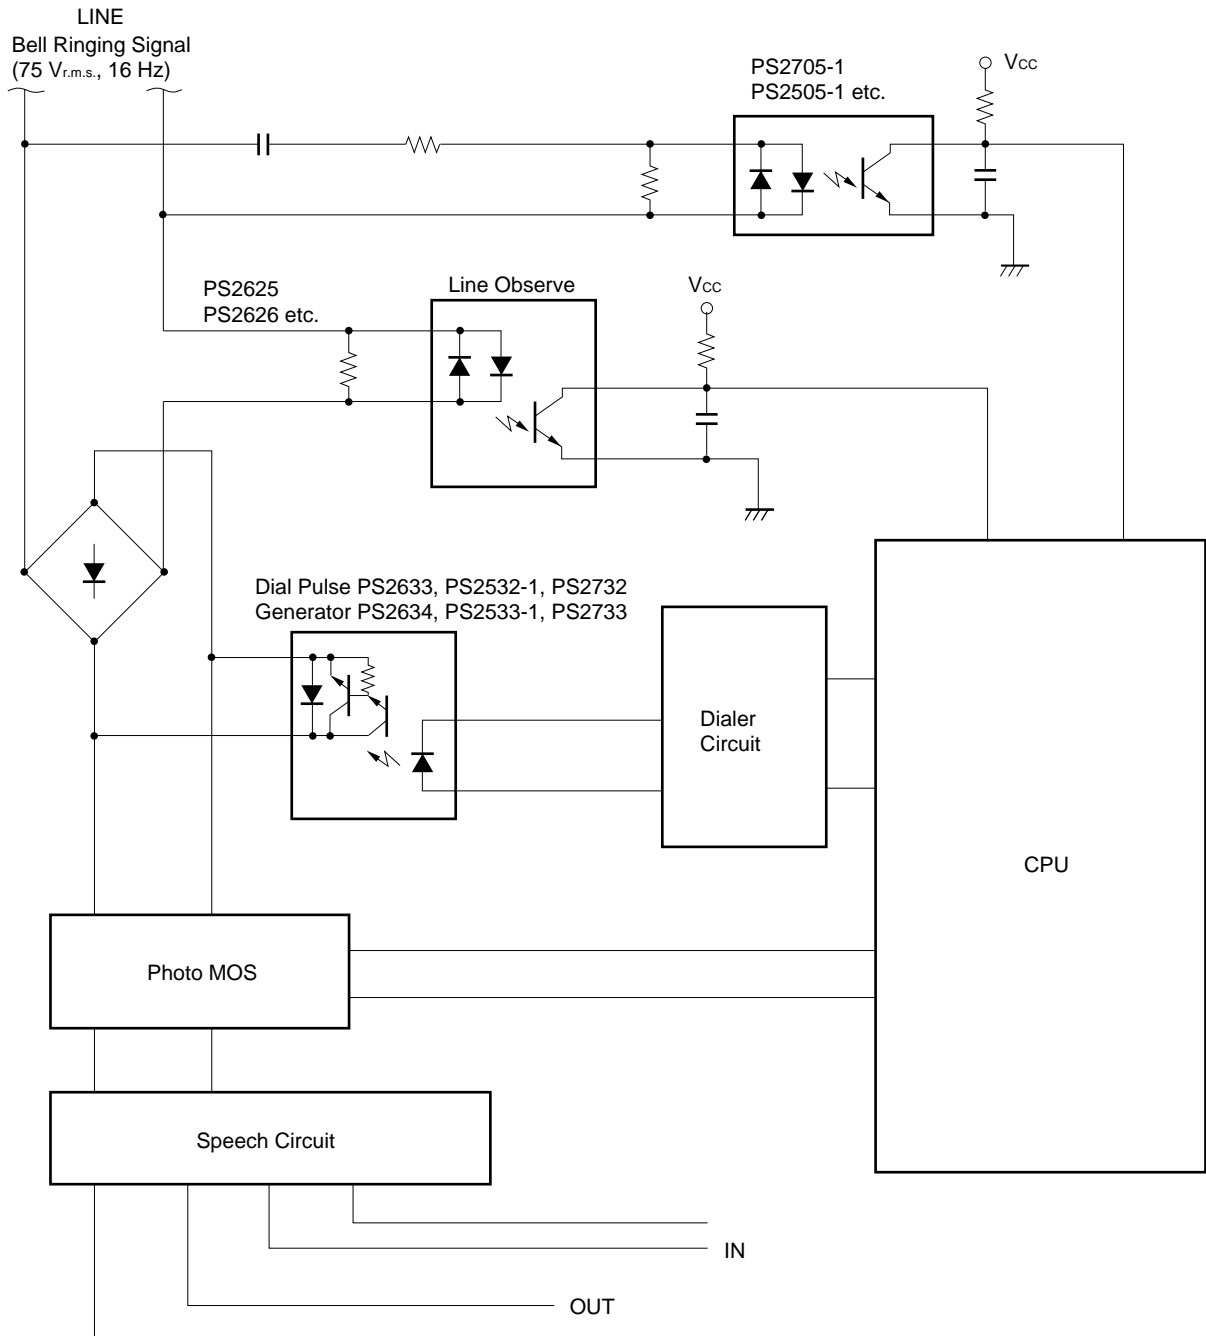 LINE
Bell Ringing Signal
(75 Vr.m.s., 16 Hz)
PS2705-1
PS2505-1 etc.
VCC
PS2625
PS2626 etc.
Line Observe
VCC
Dial Pulse PS2633, PS2532-1, PS2732
Generator PS2634, PS2533-1, PS2733
Dialer
Circuit
CPU
Photo MOS
Speech Circuit
IN
OUT